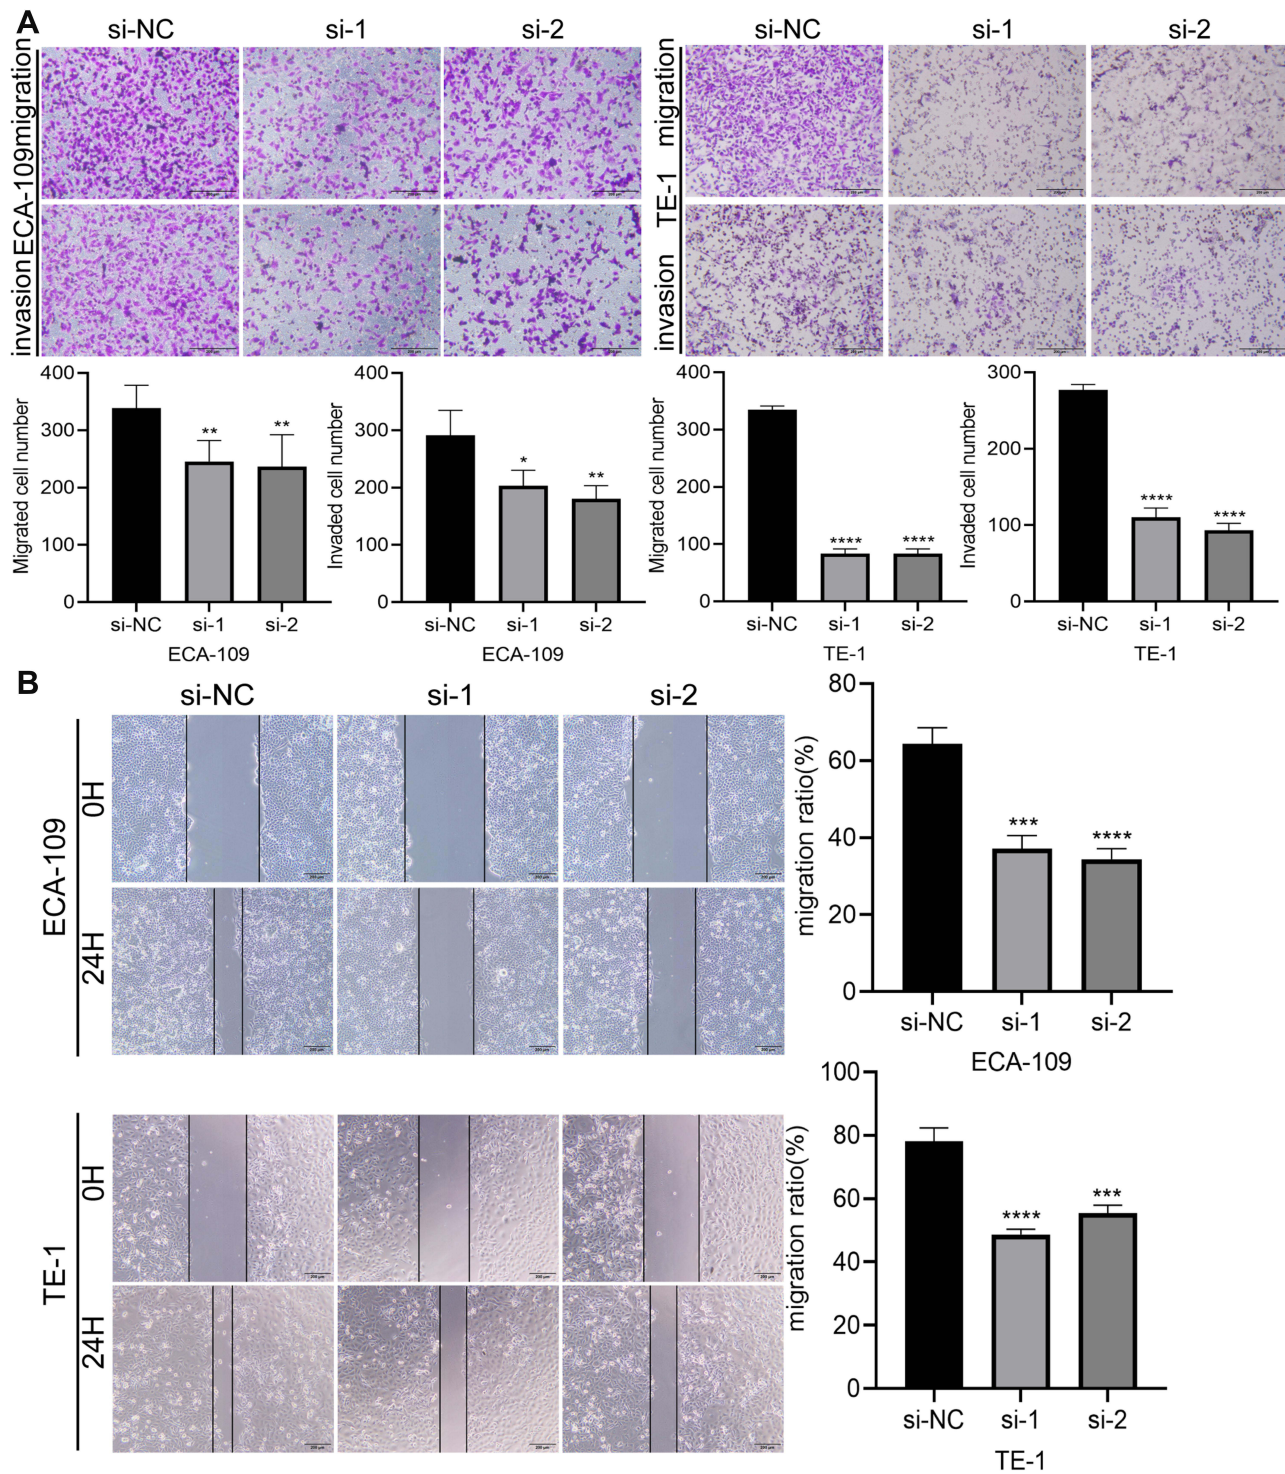 A
si-NC si-1 si-2 si-NC si-1 si-2
ECA-109 migration
invasion
TE-1 migration
invasion
Migrated cell number
400
300
200
100
0
** **
si-NC si-1 si-2
ECA-109
Invaded cell number
400
300
200
100
0
* **
si-NC si-1 si-2
ECA-109
Migrated cell number
400
300
200
100
0
**** ****
si-NC si-1 si-2
TE-1
Invaded cell number
300
200
100
0
**** ****
si-NC si-1 si-2
TE-1
B
si-NC si-1 si-2
ECA-109
0H
24H
migration ratio(%)
80
60
40
20
0
*** ****
si-NC si-1 si-2
ECA-109
TE-1
0H
24H
migration ratio(%)
100
80
60
40
20
0
**** ***
si-NC si-1 si-2
TE-1